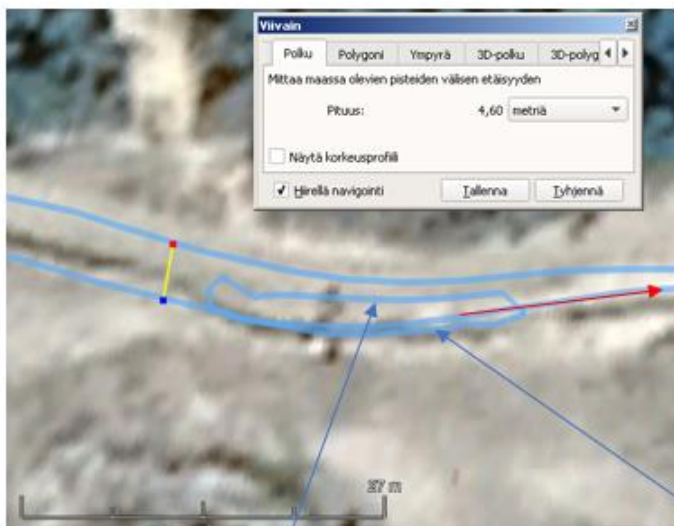 Viivain
Polku Polygoni Ympyrä 3D-polku 3D-polyg
Mittaa maassa olevien pisteiden välisen etäisyyden
Pituus: 4,60 metriä
Näytä korkeusprofiili
Hiirellä navigointi Tallenna Tyhjennä
27 m